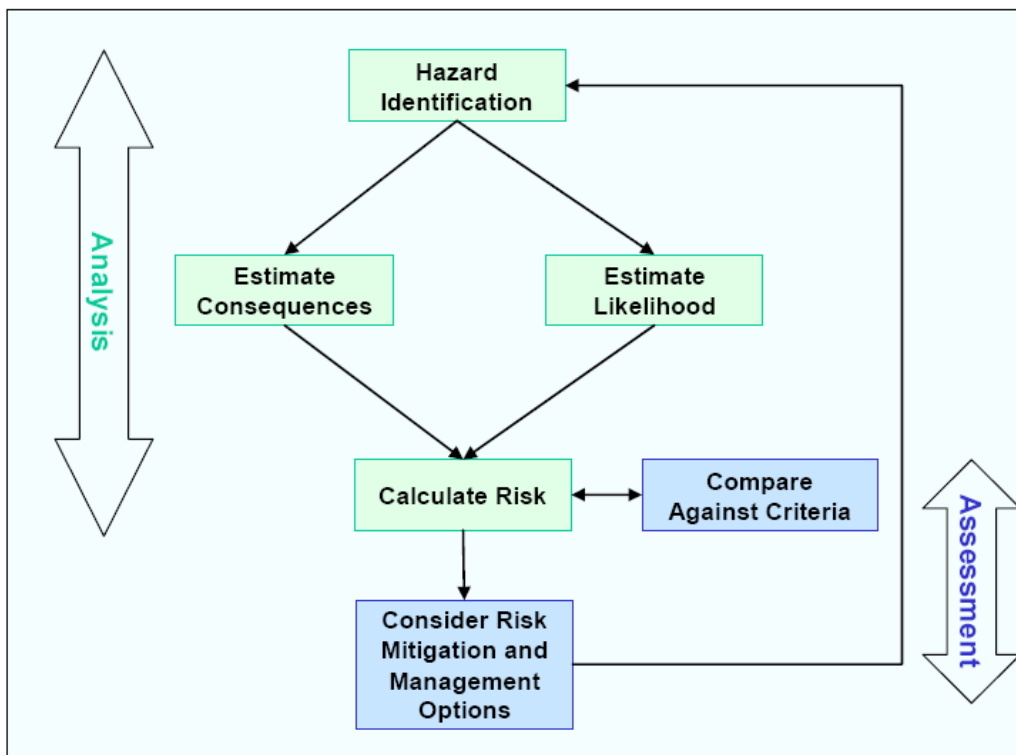 Hazard
Identification
Analysis
Estimate
Consequences
Estimate
Likelihood
Calculate Risk
Compare
Against Criteria
Assessment
Consider Risk
Mitigation and
Management
Options